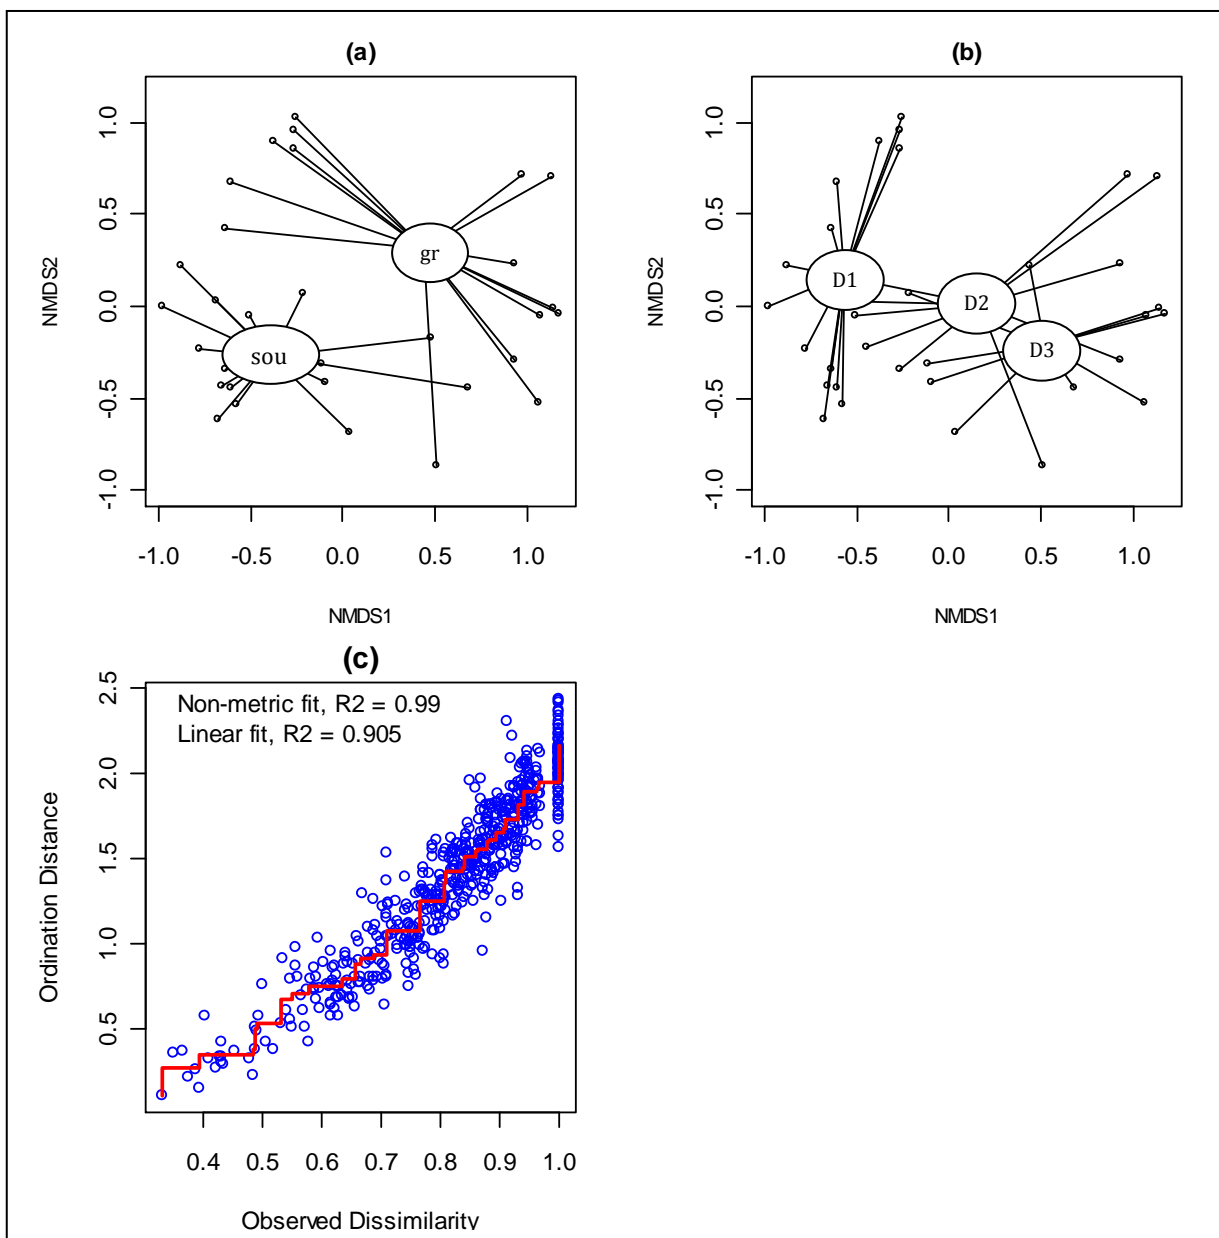 (a)
1.0
0.5
0.0
-0.5
-1.0
NMDS2
gr
sou
-1.0 -0.5 0.0 0.5 1.0
NMDS1
(b)
1.0
0.5
0.0
-0.5
-1.0
NMDS2
D1
D2
D3
-1.0 -0.5 0.0 0.5 1.0
NMDS1
(c)
Non-metric fit, R2 = 0.99
Linear fit, R2 = 0.905
2.5
2.0
1.5
1.0
0.5
Ordination Distance
0.4 0.5 0.6 0.7 0.8 0.9 1.0
Observed Dissimilarity